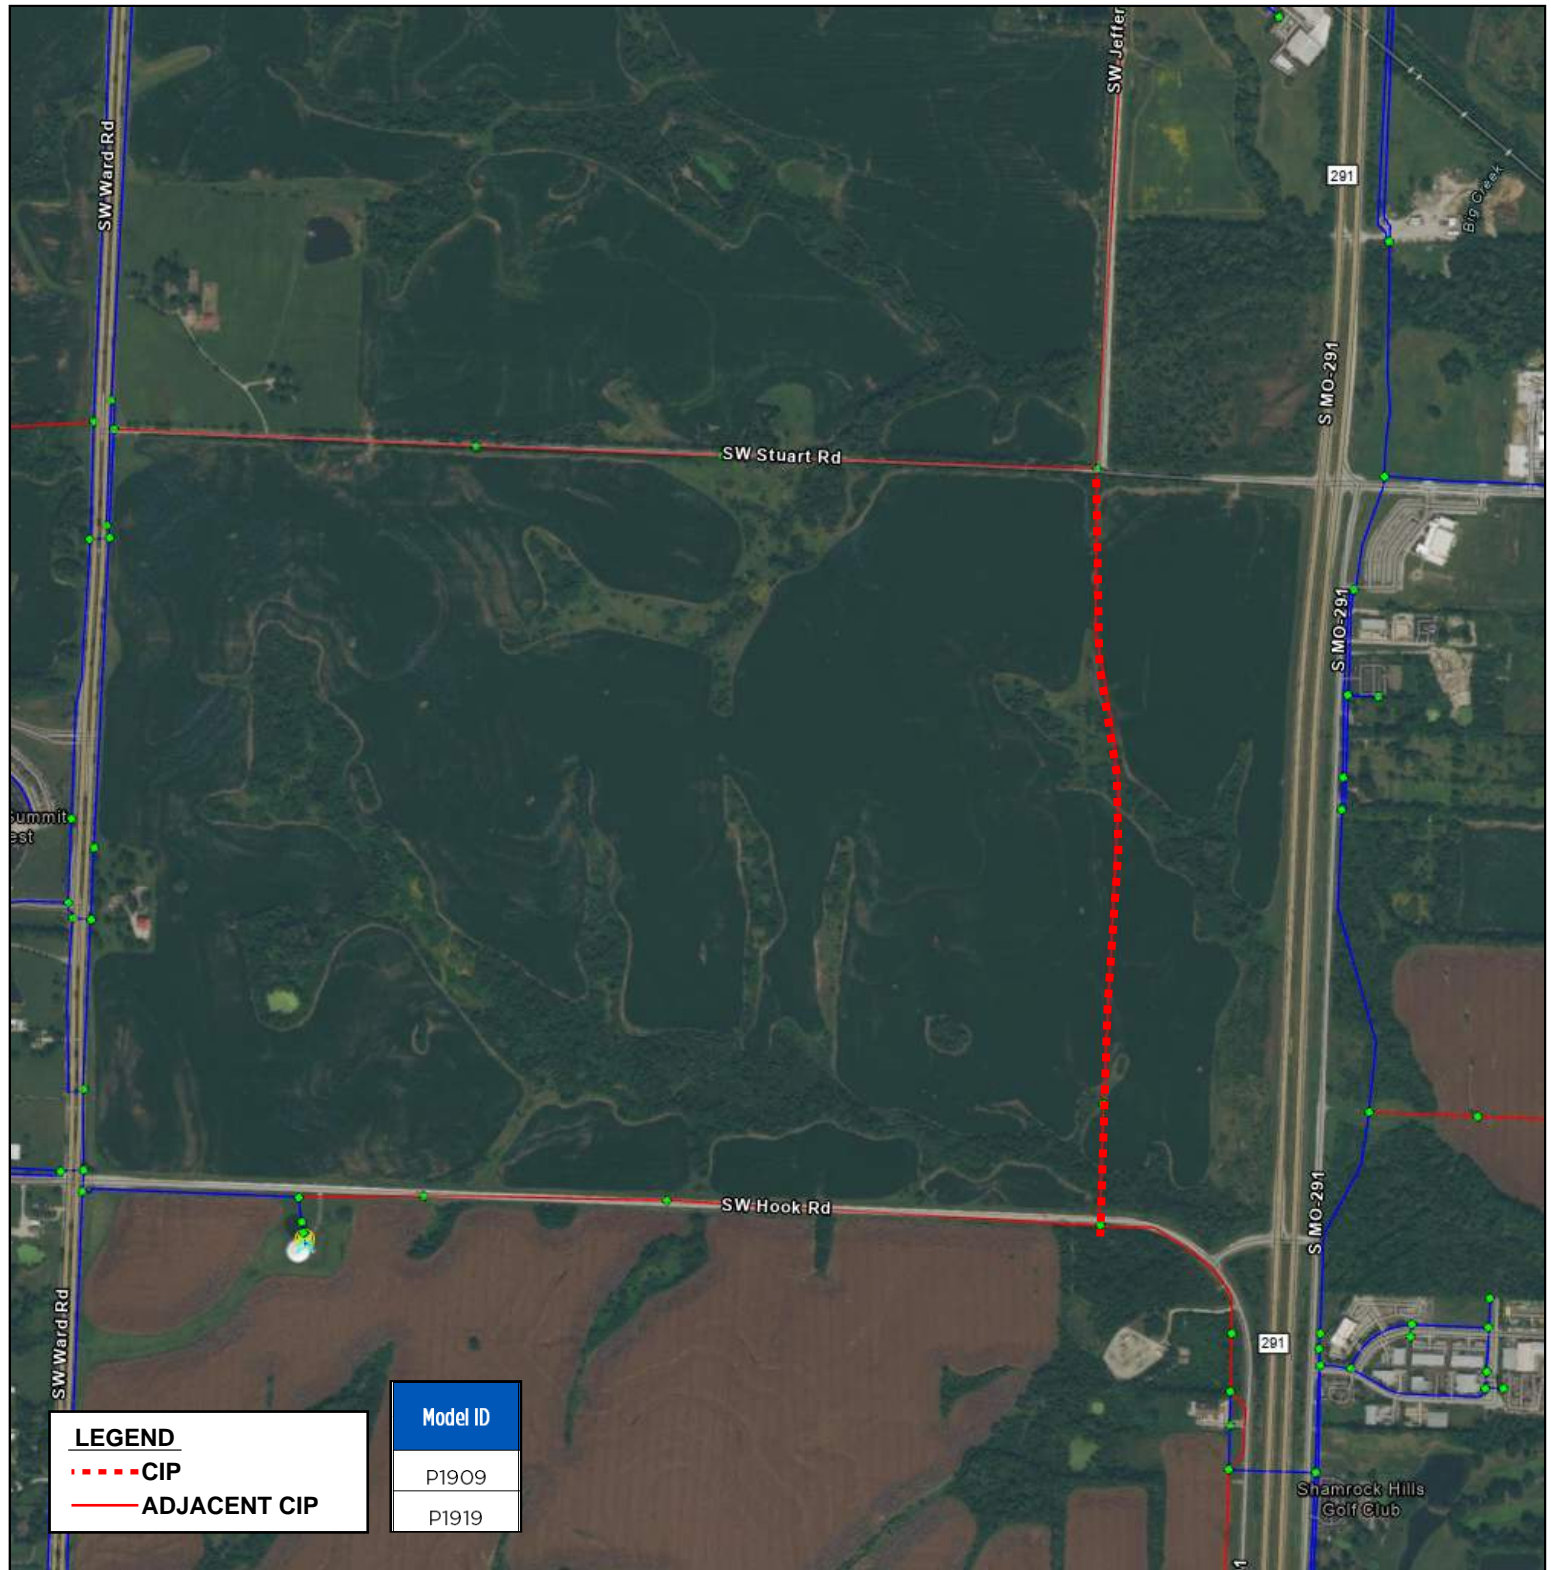 SW Jeffer
SW Ward Rd
291
Big Creek
S MO-291
SW Stuart Rd
S MO-291
Summit
est
SW Hook Rd
S MO-291
SW Ward Rd
291
Model ID
P1909
P1919
LEGEND
CIP
ADJACENT CIP
Shamrock Hills
Golf Club
1